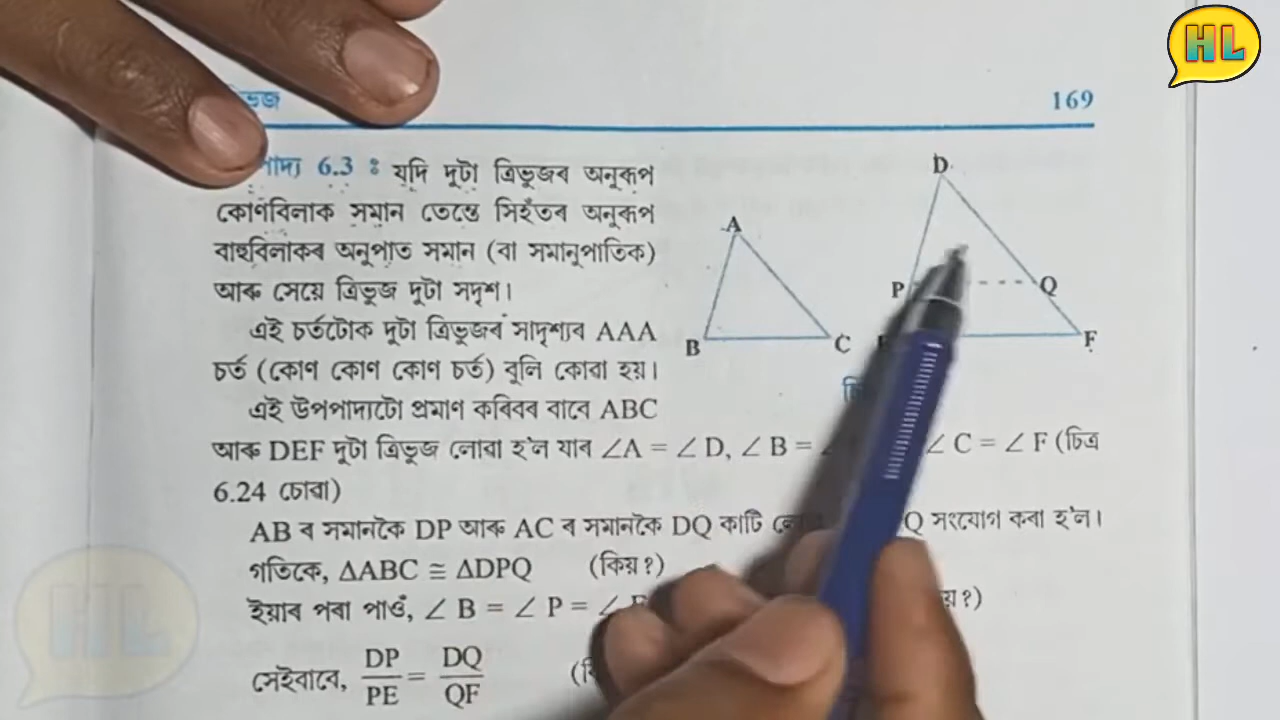 HL
169
6.3 : যদি দুটা ত্ৰিভুজৰ অনুৰূপ
কোণবিলাক সমান তেন্তে সিহঁতৰ অনুৰূপ
বাহুবিলাকৰ অনুপাত সমান (বা সমানুপাতিক)
আৰু সেয়ে ত্ৰিভুজ দুটা সদৃশ।
এই চৰ্তটোক দুটা ত্ৰিভুজৰ সাদৃশ্যৰ AAA
চৰ্ত (কোণ কোণ কোণ চৰ্ত) বুলি কোৱা হয়।
এই উপপাদ্যটো প্ৰমাণ কৰিবৰ বাবে ABC
আৰু DEF দুটা ত্ৰিভুজ লোৱা হ'ল যাৰ ∠A = ∠ D, ∠ B = ∠ C = ∠ F (চিত্ৰ
6.24 চোৱা)
AB ৰ সমানকৈ DP আৰু AC ৰ সমানকৈ DQ কাটি সংযোগ কৰা হ'ল।
গতিকে, ΔABC ≅ ΔDPQ (কিয়?)
ইয়াৰ পৰা পাওঁ, ∠ B = ∠ P = ∠
সেইবাবে, DP/PE = DQ/QF
A
B
C
D
P
Q
F
HL